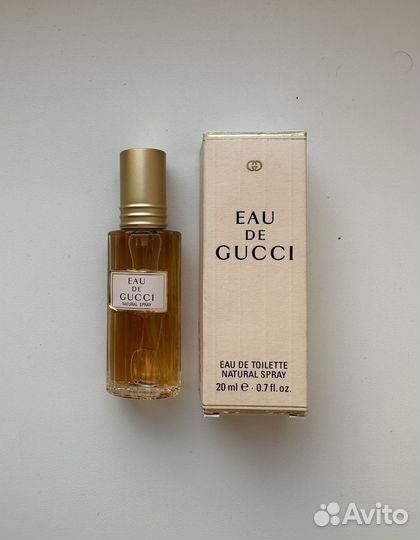 EAU
DE
GUCCI
NATURAL SPRAY
EAU
DE
GUCCI
EAU DE TOILETTE
NATURAL SPRAY
20 ml e · 0.7 fl. oz.
Avito